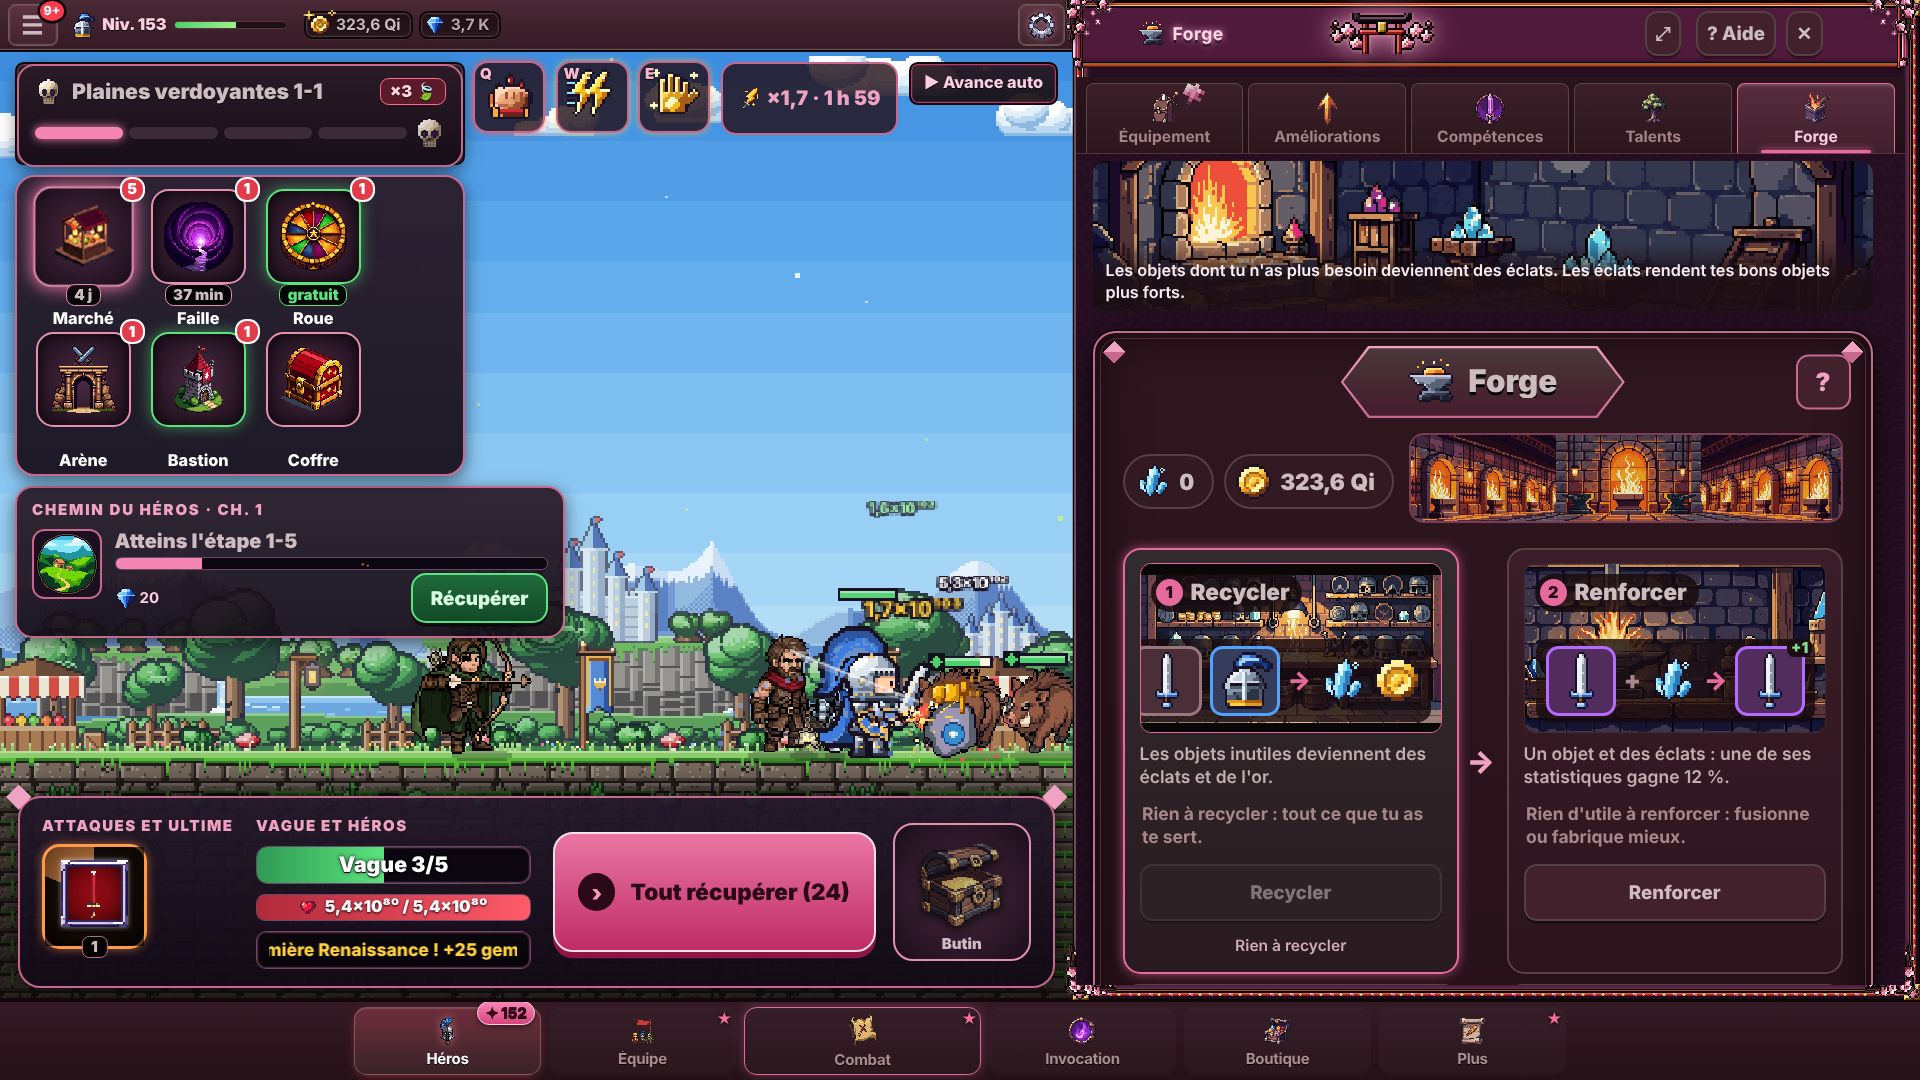 9+
Niv. 153
323,6 Qi
3,7 K
Plaines verdoyantes 1-1
×3
Q
W
E
×1,7 · 1 h 59
Avance auto
5
1
1
4 j
37 min
gratuit
Marché
Faille
Roue
1
1
Arène
Bastion
Coffre
CHEMIN DU HÉROS · CH. 1
Atteins l'étape 1-5
20
Récupérer
ATTAQUES ET ULTIME
1
VAGUE ET HÉROS
Vague 3/5
5,4×10⁸⁰ / 5,4×10⁸⁰
mière Renaissance ! +25 gem
Tout récupérer (24)
Butin
Forge
? Aide
×
Équipement
Améliorations
Compétences
Talents
Forge
Les objets dont tu n'as plus besoin deviennent des éclats. Les éclats rendent tes bons objets
plus forts.
Forge
?
0
323,6 Qi
1 Recycler
Les objets inutiles deviennent des
éclats et de l'or.
Rien à recycler : tout ce que tu as
te sert.
Recycler
Rien à recycler
2 Renforcer
+1
Un objet et des éclats : une de ses
statistiques gagne 12 %.
Rien d'utile à renforcer : fusionne
ou fabrique mieux.
Renforcer
152
Héros
Équipe
Combat
Invocation
Boutique
Plus